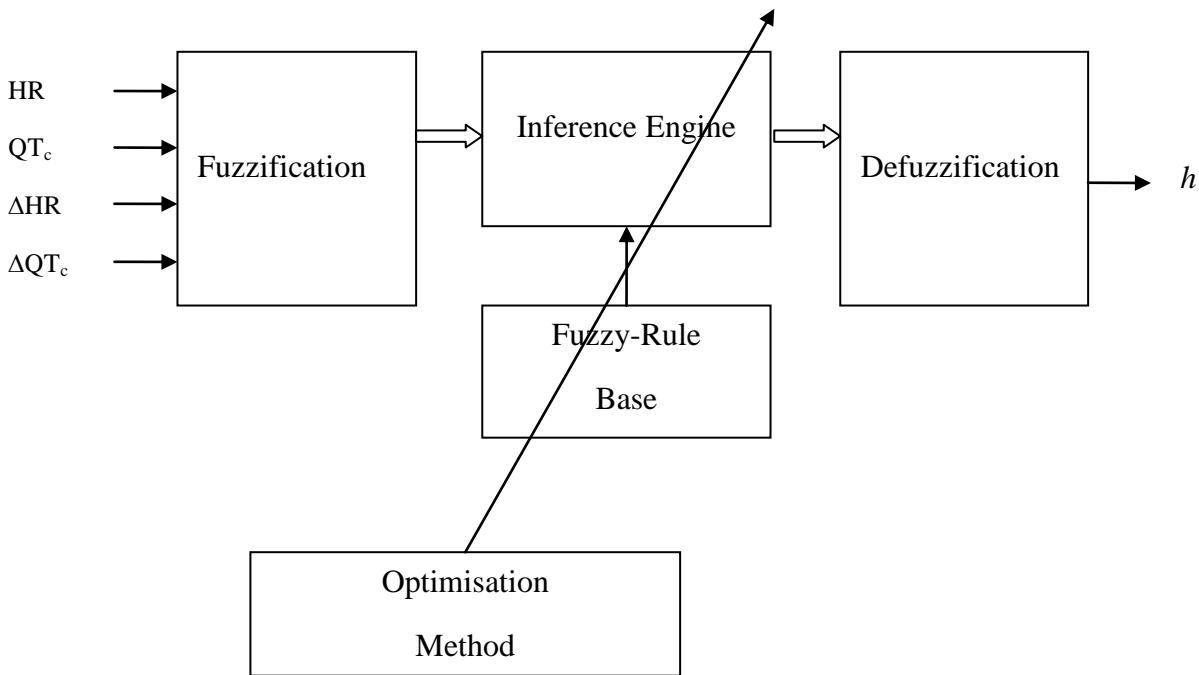 HR
QTc
ΔHR
ΔQTc
Fuzzification
Inference Engine
Defuzzification
h
Fuzzy-Rule
Base
Optimisation
Method